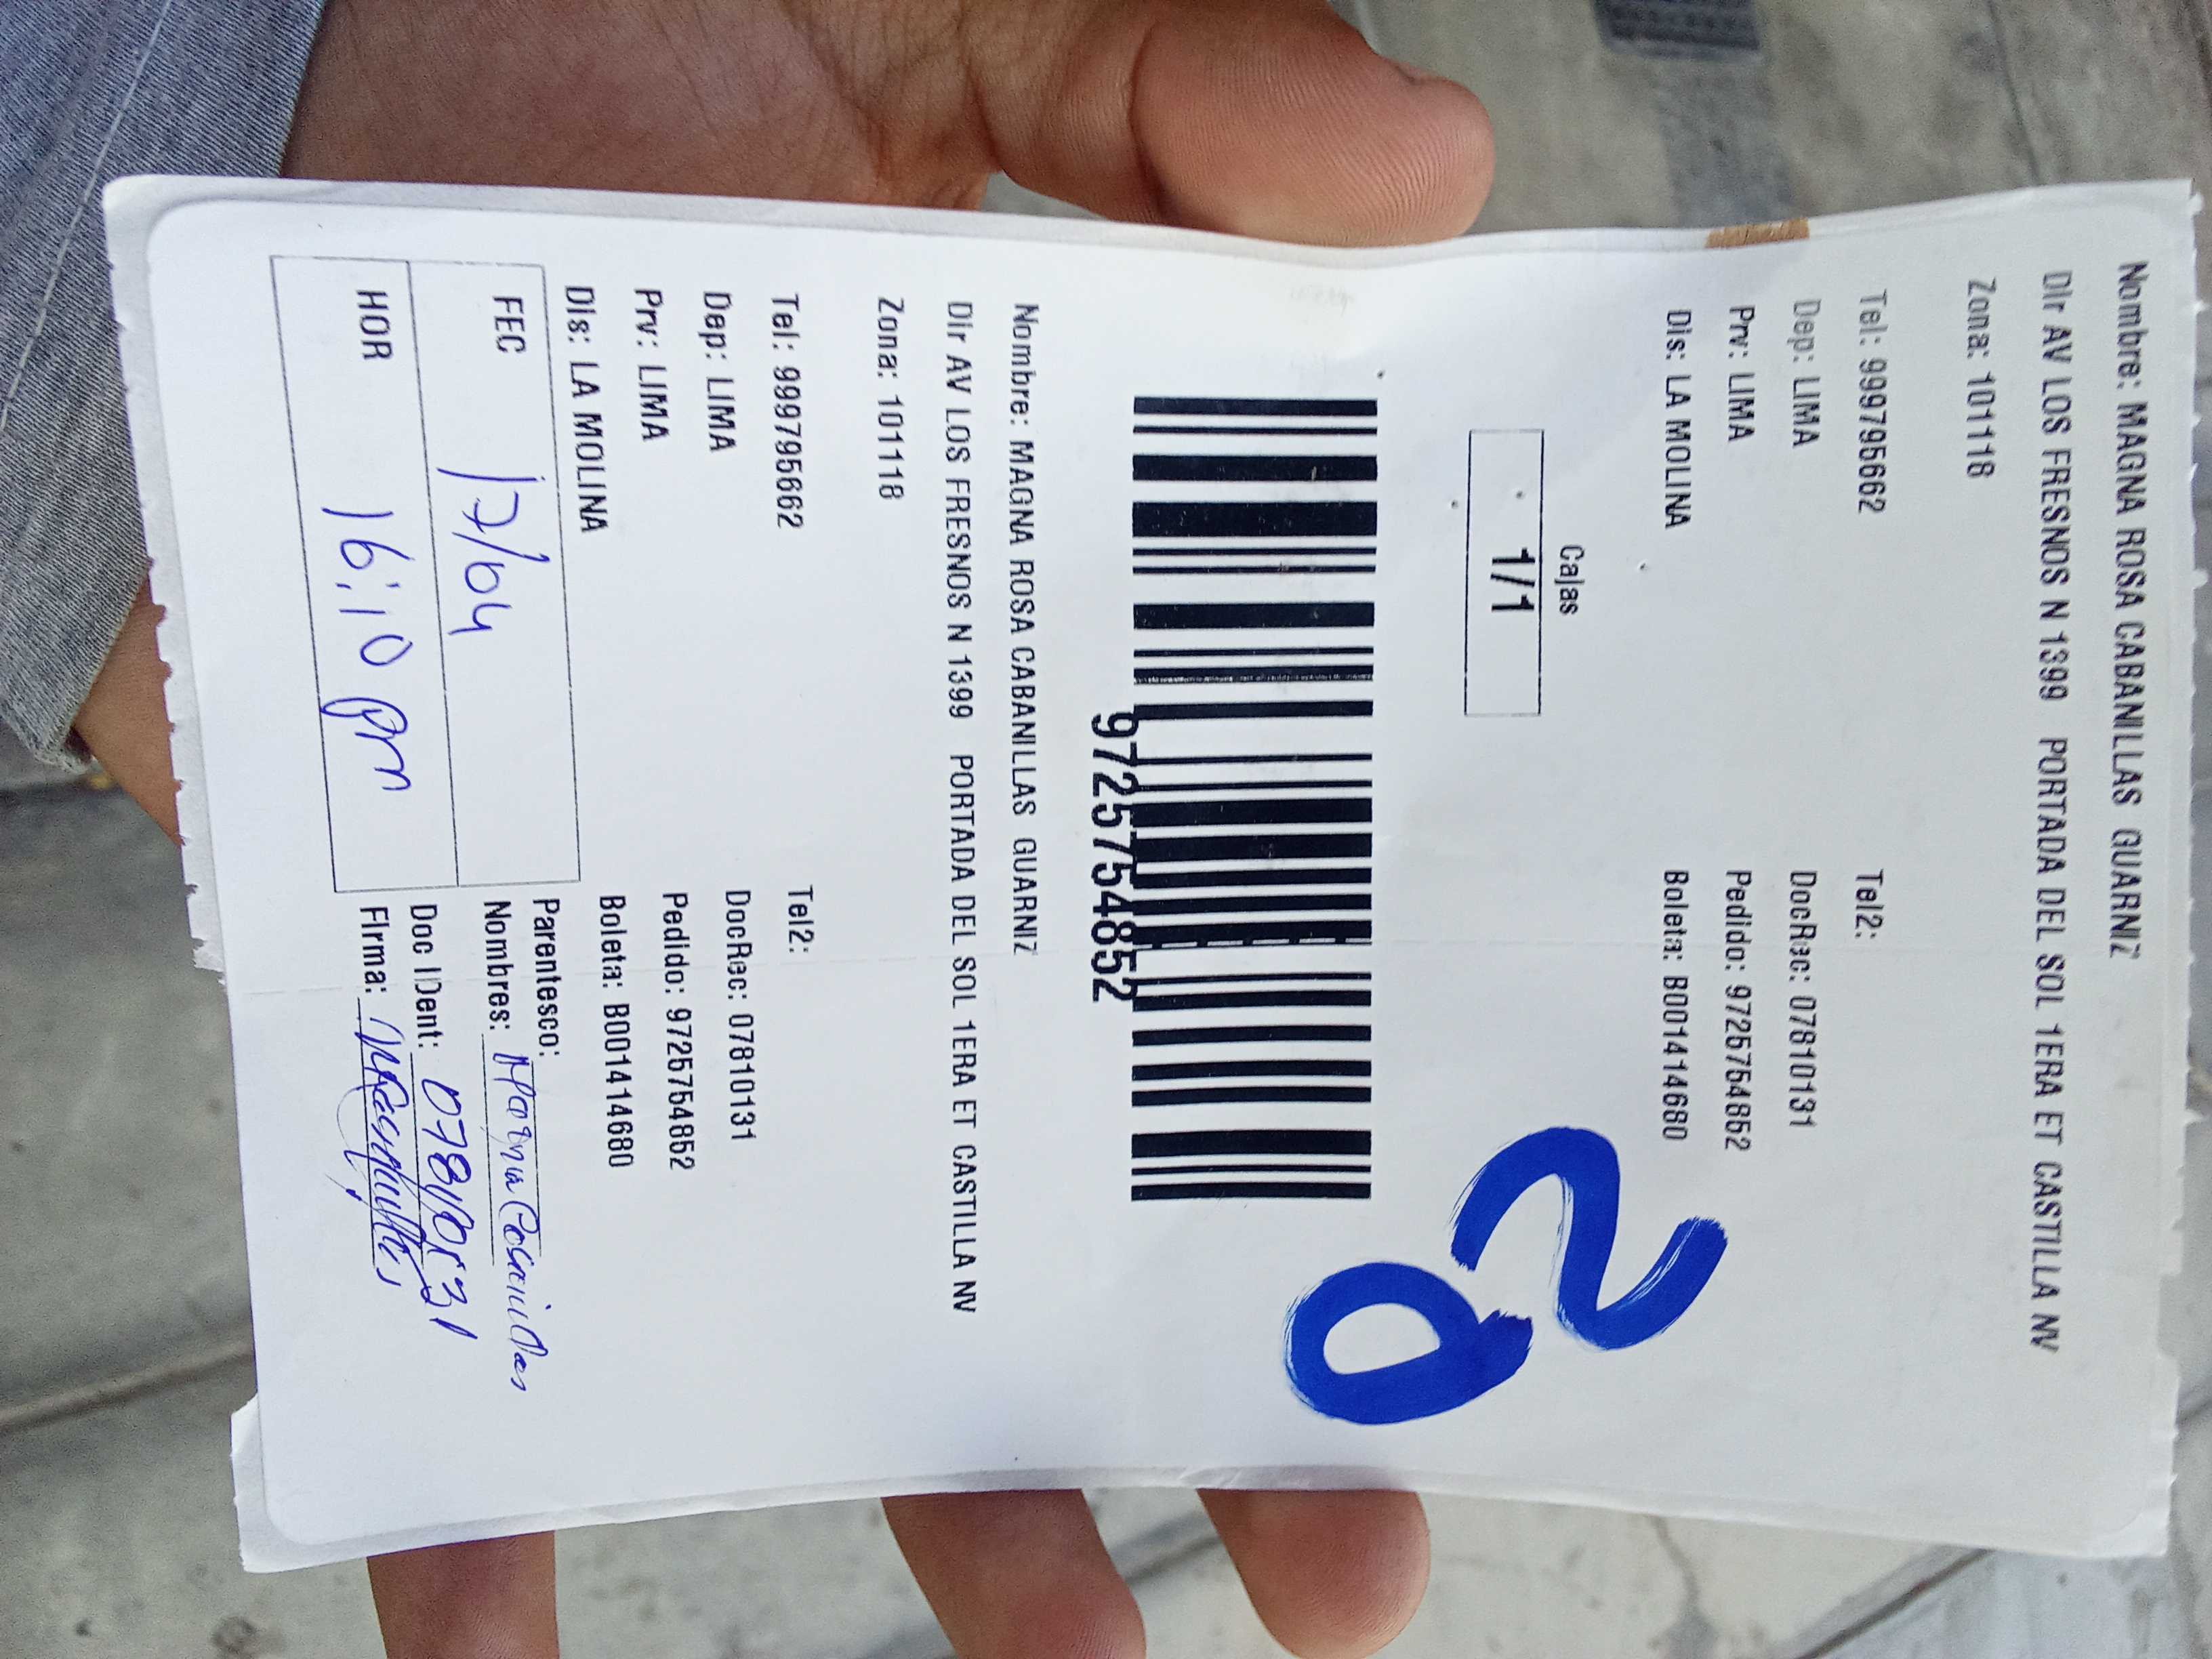 Nombre: MAGNA ROSA CABANILLAS GUARNIZ
Dir AV LOS FRESNOS N 1399 PORTADA DEL SOL 1ERA ET CASTILLA NV
Zona: 101118
Tel: 999795662 Tel2:
Dep: LIMA DocRec: 07810131
Prv: LIMA Pedido: 9725754852
Dis: LA MOLINA Boleta: B001414680
Cajas
1/1
20
9725754852
Nombre: MAGNA ROSA CABANILLAS GUARNIZ
Dir AV LOS FRESNOS N 1399 PORTADA DEL SOL 1ERA ET CASTILLA NV
Zona: 101118
Tel: 999795662 Tel2:
Dep: LIMA DocRec: 07810131
Prv: LIMA Pedido: 9725754852
Dis: LA MOLINA Boleta: B001414680
FEC 17/04 Parentesco:
Nombres: Magna Cabanillas
HOR 16:10 pm Doc IDent:
Firma: